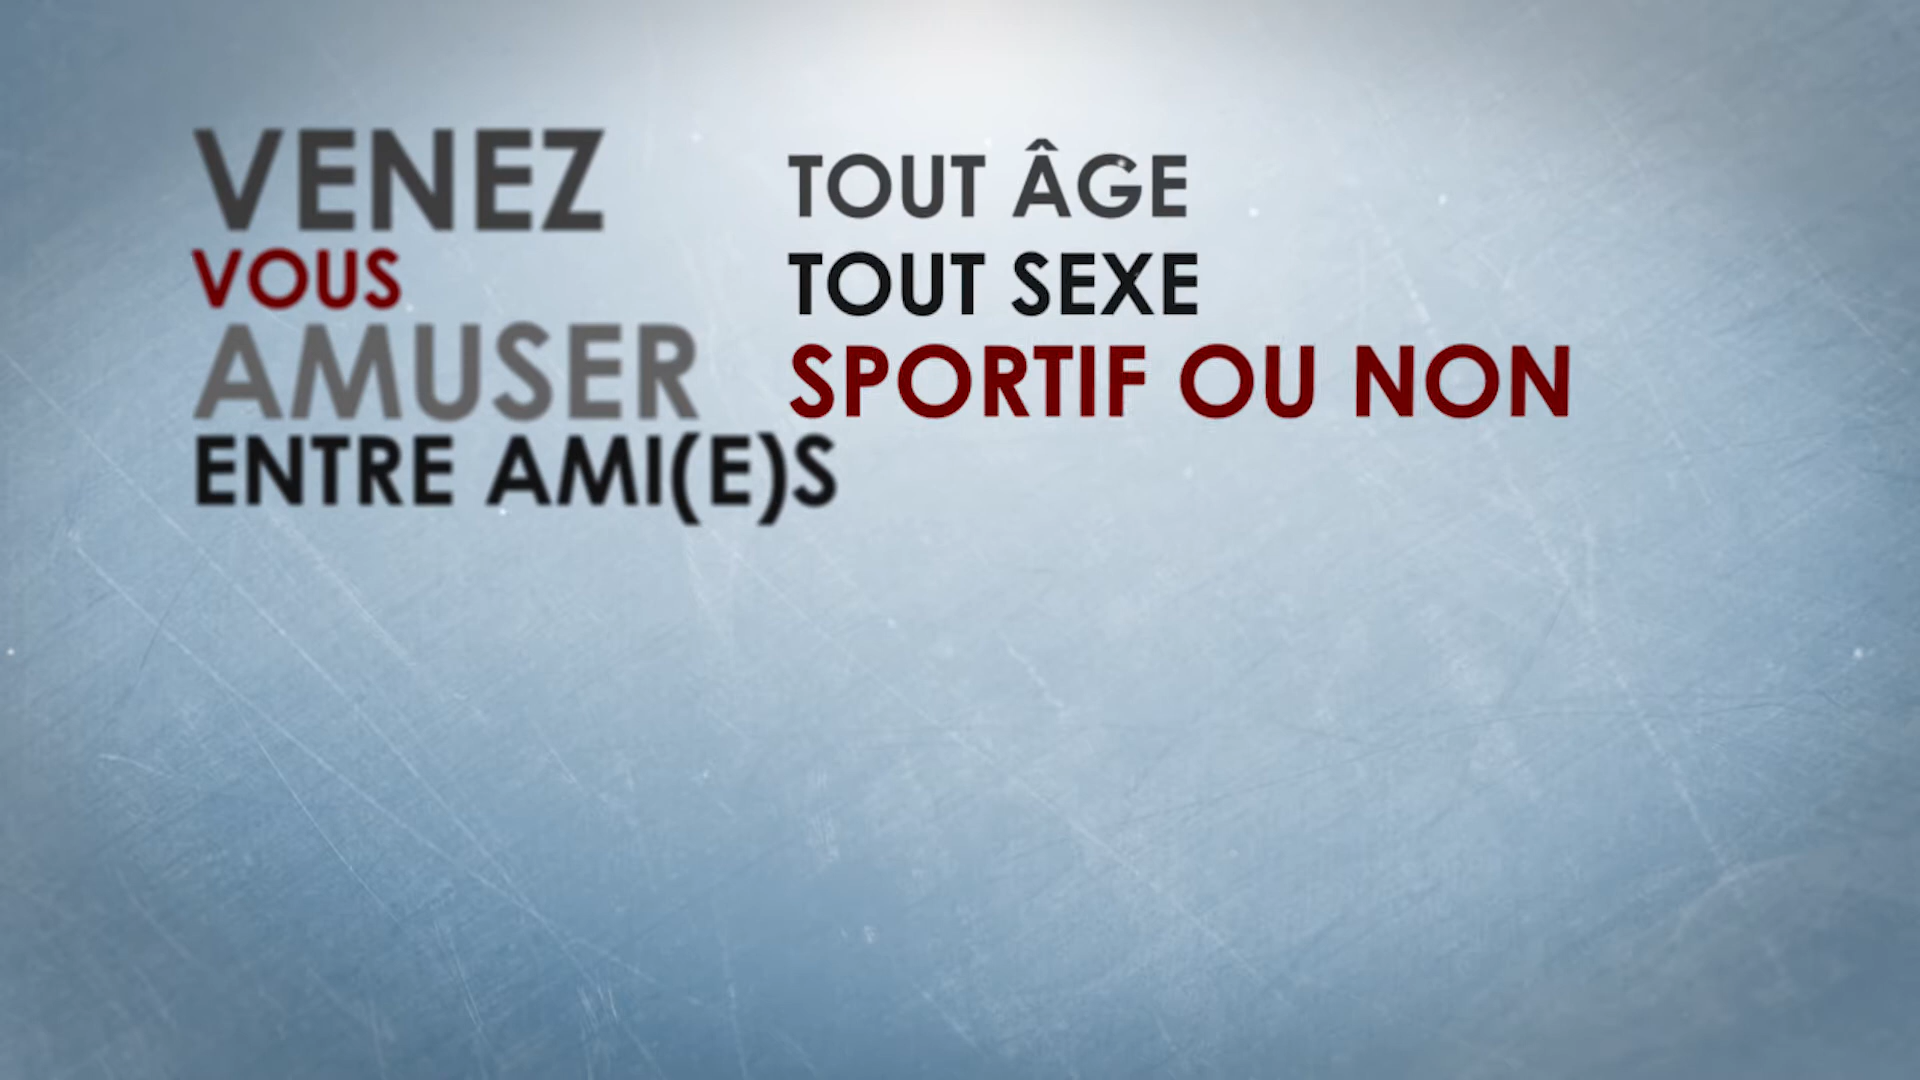 VENEZ
VOUS
AMUSER
ENTRE AMI(E)S
TOUT ÂGE
TOUT SEXE
SPORTIF OU NON